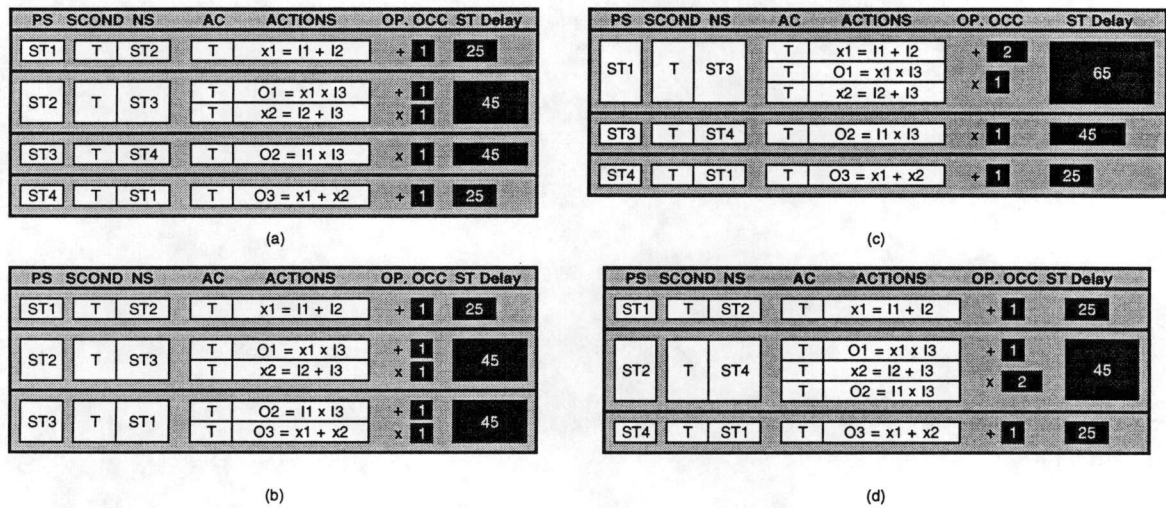 PS SCOND NS AC ACTIONS OP. OCC ST Delay
ST1 T ST2 T x1 = I1 + I2 + 1 25
ST2 T ST3 T O1 = x1 x I3 + 1 45
T x2 = I2 + I3 x 1
ST3 T ST4 T O2 = I1 x I3 x 1 45
ST4 T ST1 T O3 = x1 + x2 + 1 25
(a)
PS SCOND NS AC ACTIONS OP. OCC ST Delay
ST1 T ST2 T x1 = I1 + I2 + 1 25
ST2 T ST3 T O1 = x1 x I3 + 1 45
T x2 = I2 + I3 x 1
ST3 T ST1 T O2 = I1 x I3 + 1 45
T O3 = x1 + x2 x 1
(b)
PS SCOND NS AC ACTIONS OP. OCC ST Delay
ST1 T ST3 T x1 = I1 + I2 + 2 65
T O1 = x1 x I3 x 1
T x2 = I2 + I3
ST3 T ST4 T O2 = I1 x I3 x 1 45
ST4 T ST1 T O3 = x1 + x2 + 1 25
(c)
PS SCOND NS AC ACTIONS OP. OCC ST Delay
ST1 T ST2 T x1 = I1 + I2 + 1 25
ST2 T ST4 T O1 = x1 x I3 + 1 45
T x2 = I2 + I3 x 2
T O2 = I1 x I3
ST4 T ST1 T O3 = x1 + x2 + 1 25
(d)